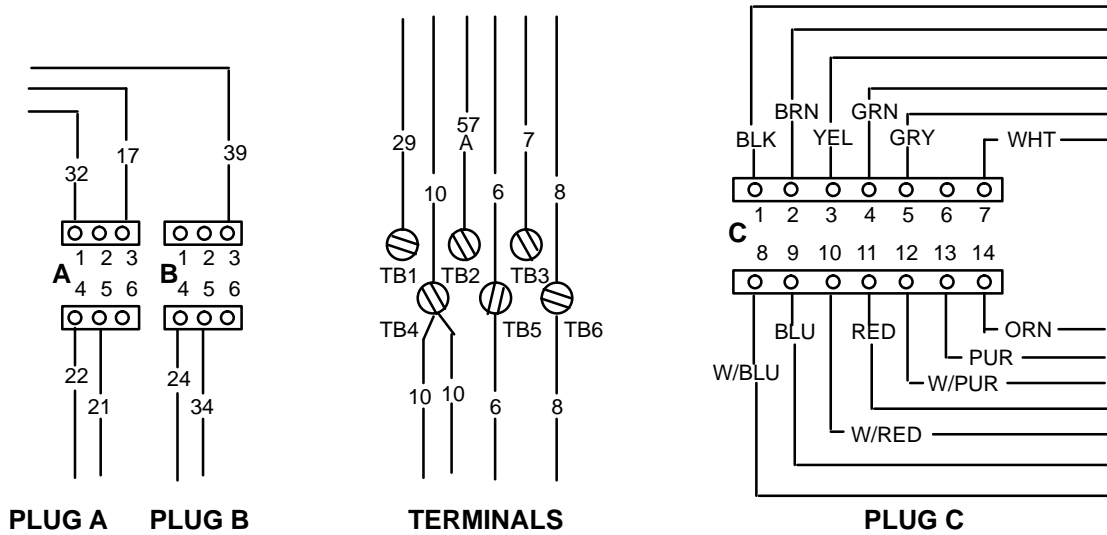 BRN
GRN
57
BLK
YEL
GRY
WHT
29
A
7
17
39
32
10
6
8
1 2 3 4 5 6 7
C
1 2 3
1 2 3
A
B
TB1
TB2
TB3
8 9 10 11 12 13 14
4 5 6
4 5 6
TB4
TB5
TB6
BLU
RED
ORN
PUR
W/BLU
W/PUR
22
24
21
34
10
10
6
8
W/RED
PLUG A
PLUG B
TERMINALS
PLUG C